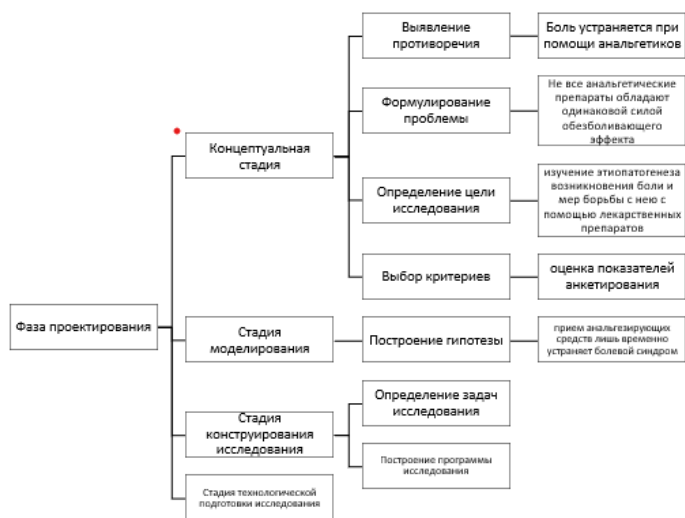 Фаза проектирования
Концептуальная
стадия
Выявление
противоречия
Боль устраняется при
помощи анальгетиков
Формулирование
проблемы
Не все анальгетические
препараты обладают
одинаковой силой
обезболивающего
эффекта
Определение цели
исследования
изучение этиопатогенеза
возникновения боли и
мер борьбы с нею с
помощью лекарственных
препаратов
Выбор критериев
оценка показателей
анкетирования
Стадия
моделирования
Построение гипотезы
прием анальгезирующих
средств лишь временно
устраняет болевой синдром
Стадия
конструирования
исследования
Определение задач
исследования
Построение программы
исследования
Стадия технологической
подготовки исследования